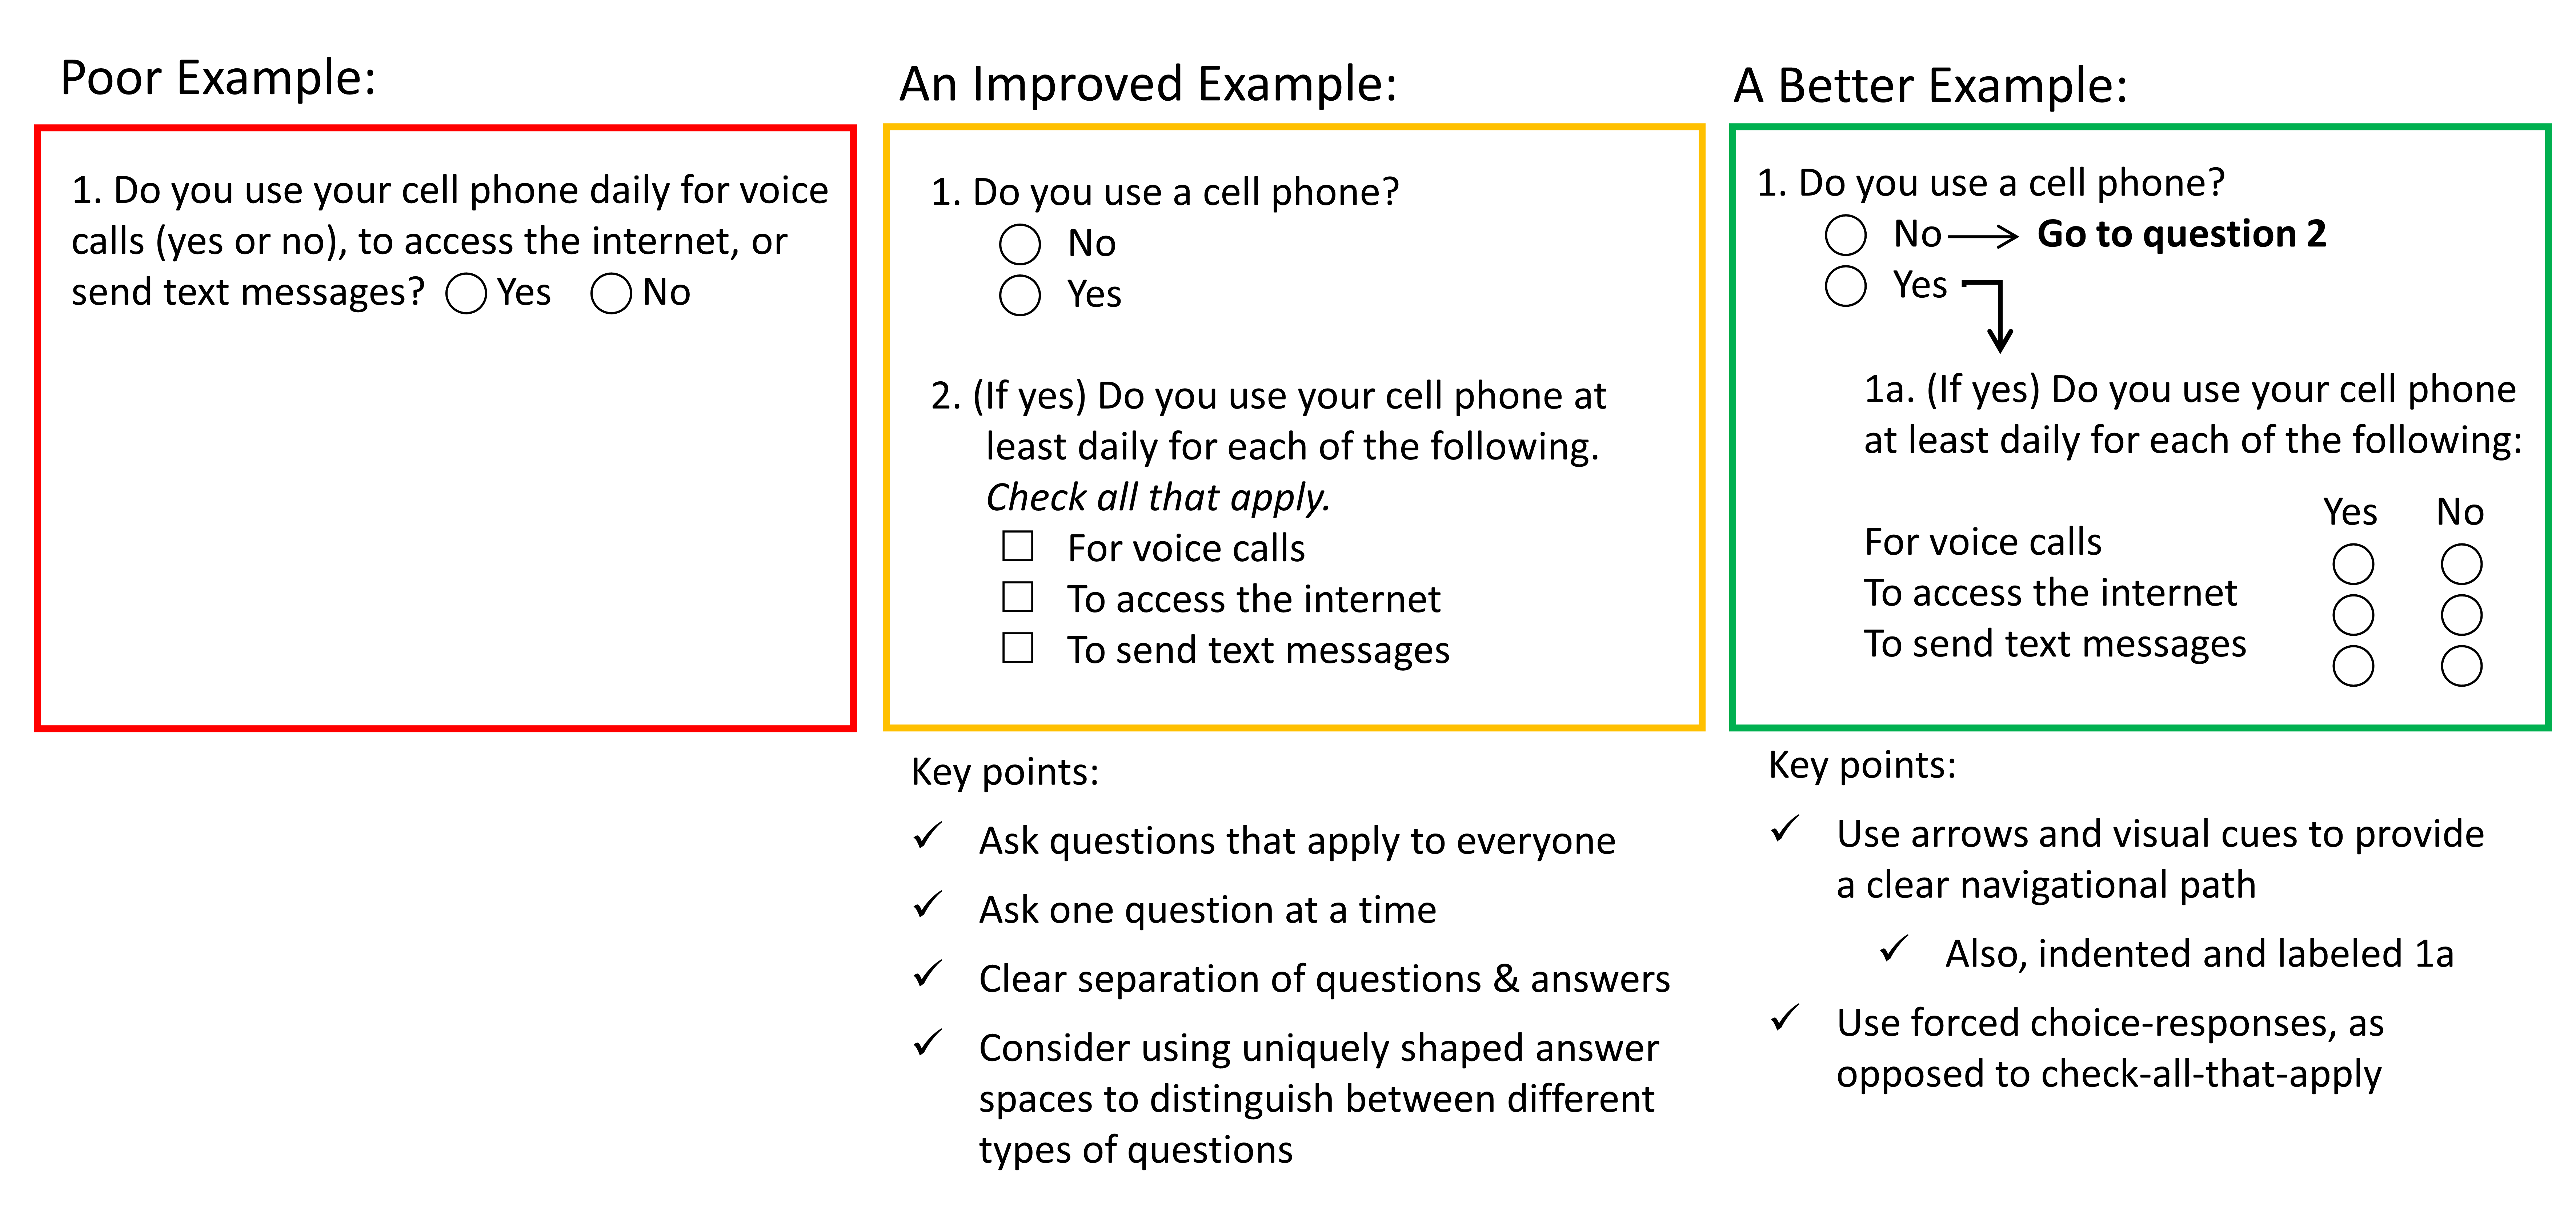 Poor Example:
1. Do you use your cell phone daily for voice
calls (yes or no), to access the internet, or
send text messages? Yes No
An Improved Example:
1. Do you use a cell phone?
No
Yes
2. (If yes) Do you use your cell phone at
least daily for each of the following.
Check all that apply.
For voice calls
To access the internet
To send text messages
Key points:
✓ Ask questions that apply to everyone
✓ Ask one question at a time
✓ Clear separation of questions & answers
✓ Consider using uniquely shaped answer
spaces to distinguish between different
types of questions
A Better Example:
1. Do you use a cell phone?
No → Go to question 2
Yes
1a. (If yes) Do you use your cell phone
at least daily for each of the following:
Yes No
For voice calls
To access the internet
To send text messages
Key points:
✓ Use arrows and visual cues to provide
a clear navigational path
✓ Also, indented and labeled 1a
✓ Use forced choice-responses, as
opposed to check-all-that-apply